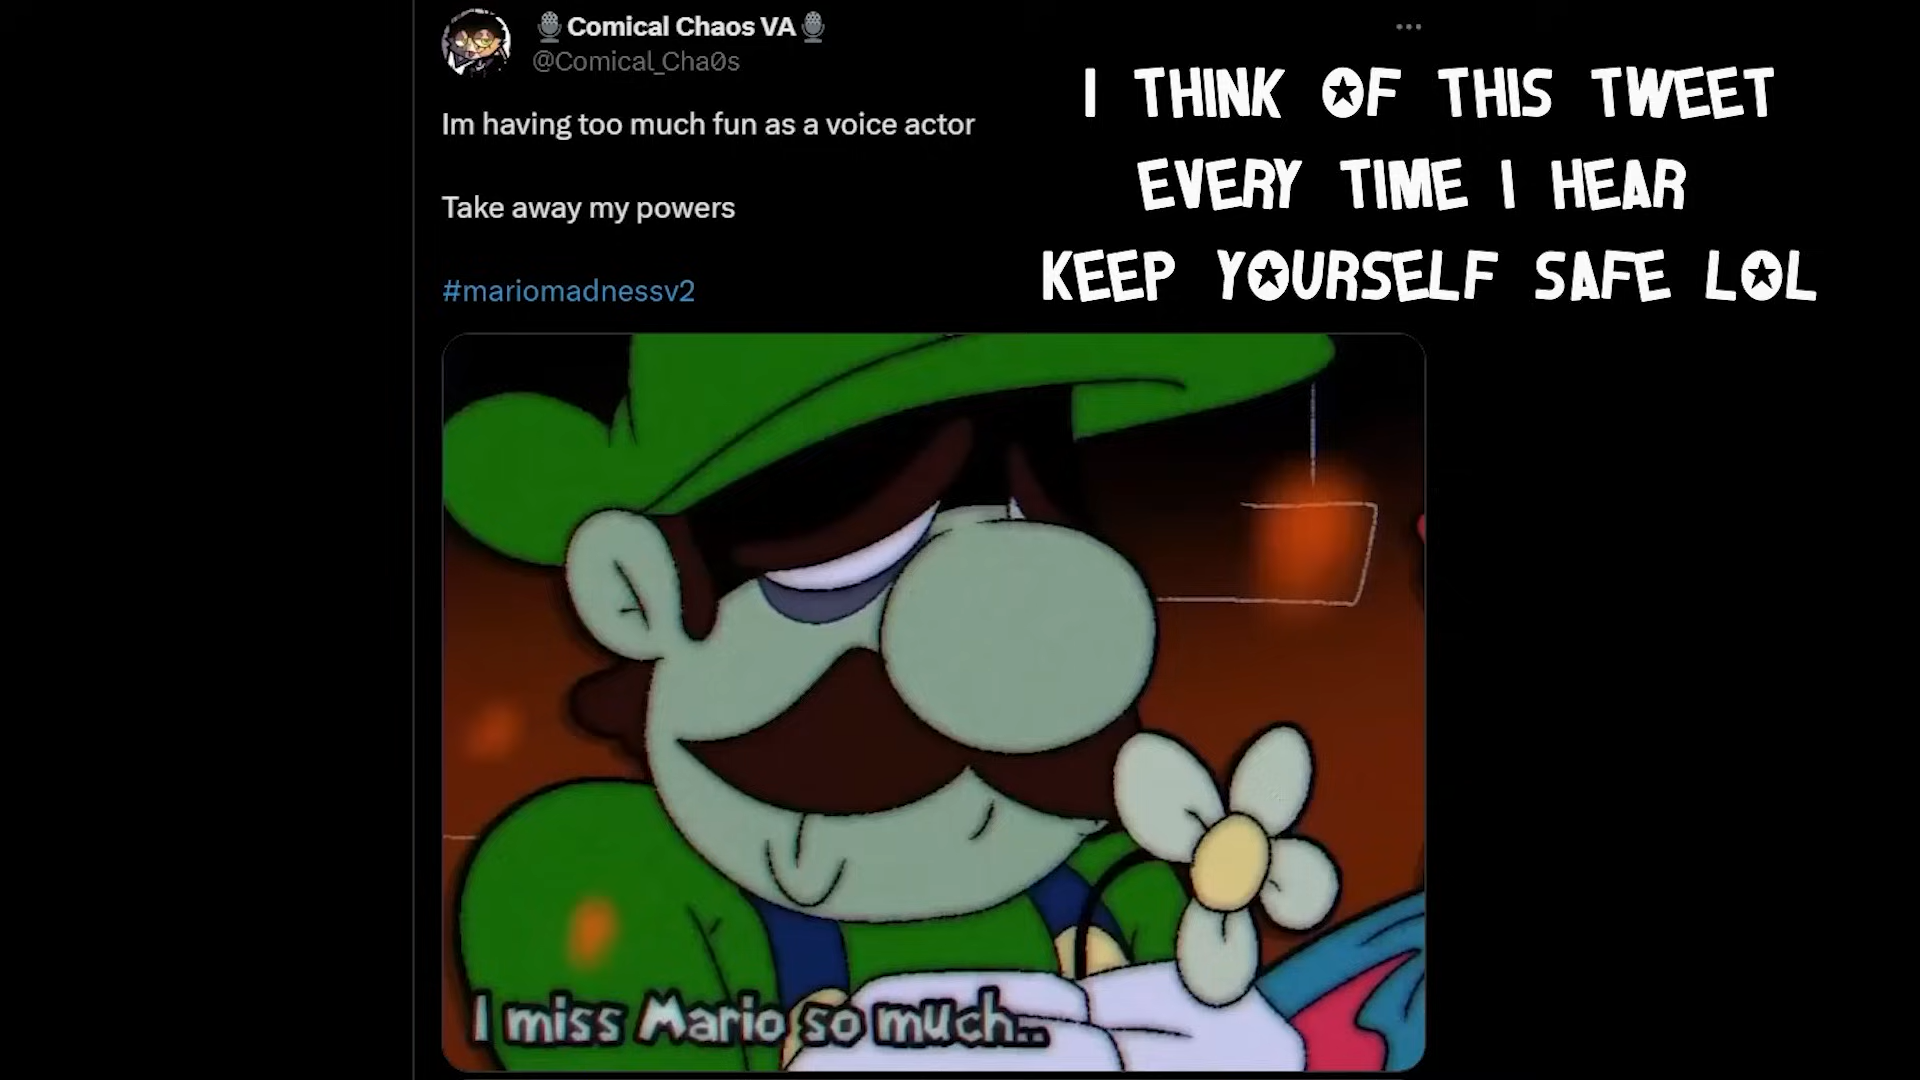 🎙Comical Chaos VA🎙
@Comical_Cha0s
Im having too much fun as a voice actor
Take away my powers
#mariomadnessv2
I THINK OF THIS TWEET
EVERY TIME I HEAR
KEEP YOURSELF SAFE LOL
I miss Mario so much..